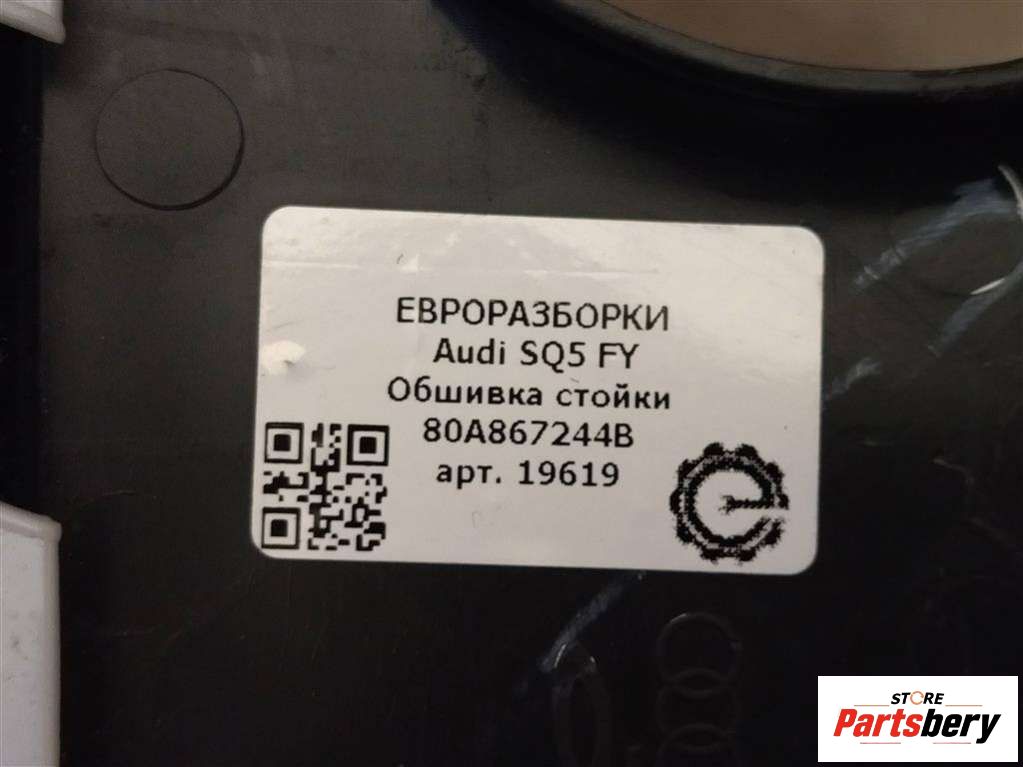 ЕВРОРАЗБОРКИ
Audi SQ5 FY
Обшивка стойки
80A867244B
арт. 19619
STORE
Partsbery